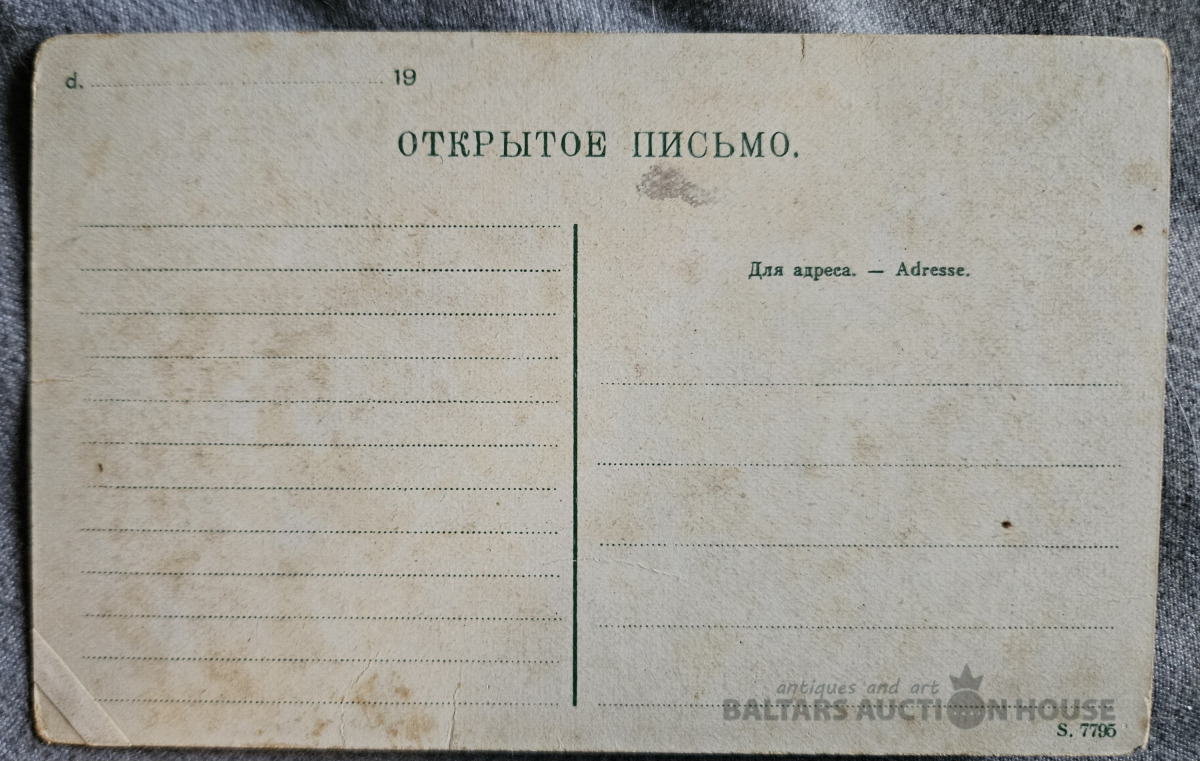 d. 19
ОТКРЫТОЕ ПИСЬМО.
Для адреса. — Adresse.
antiques and art
BALTARS AUCTION HOUSE
S. 7795